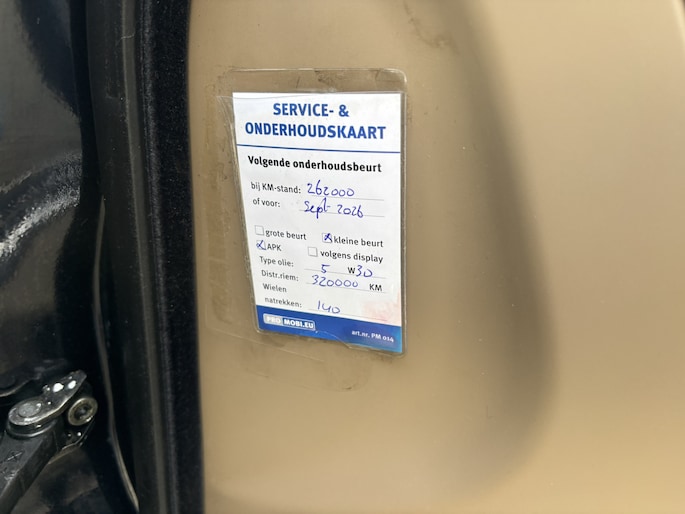 SERVICE- &
ONDERHOUDSKAART
Volgende onderhoudsbeurt
bij KM-stand: 262000
of voor: Sept 2026
grote beurt kleine beurt
APK volgens display
Type olie: 5 W 30
Distr.riem: 320000 KM
Wielen
natrekken: 140
PRO MOBI.EU art.nr. PM 014